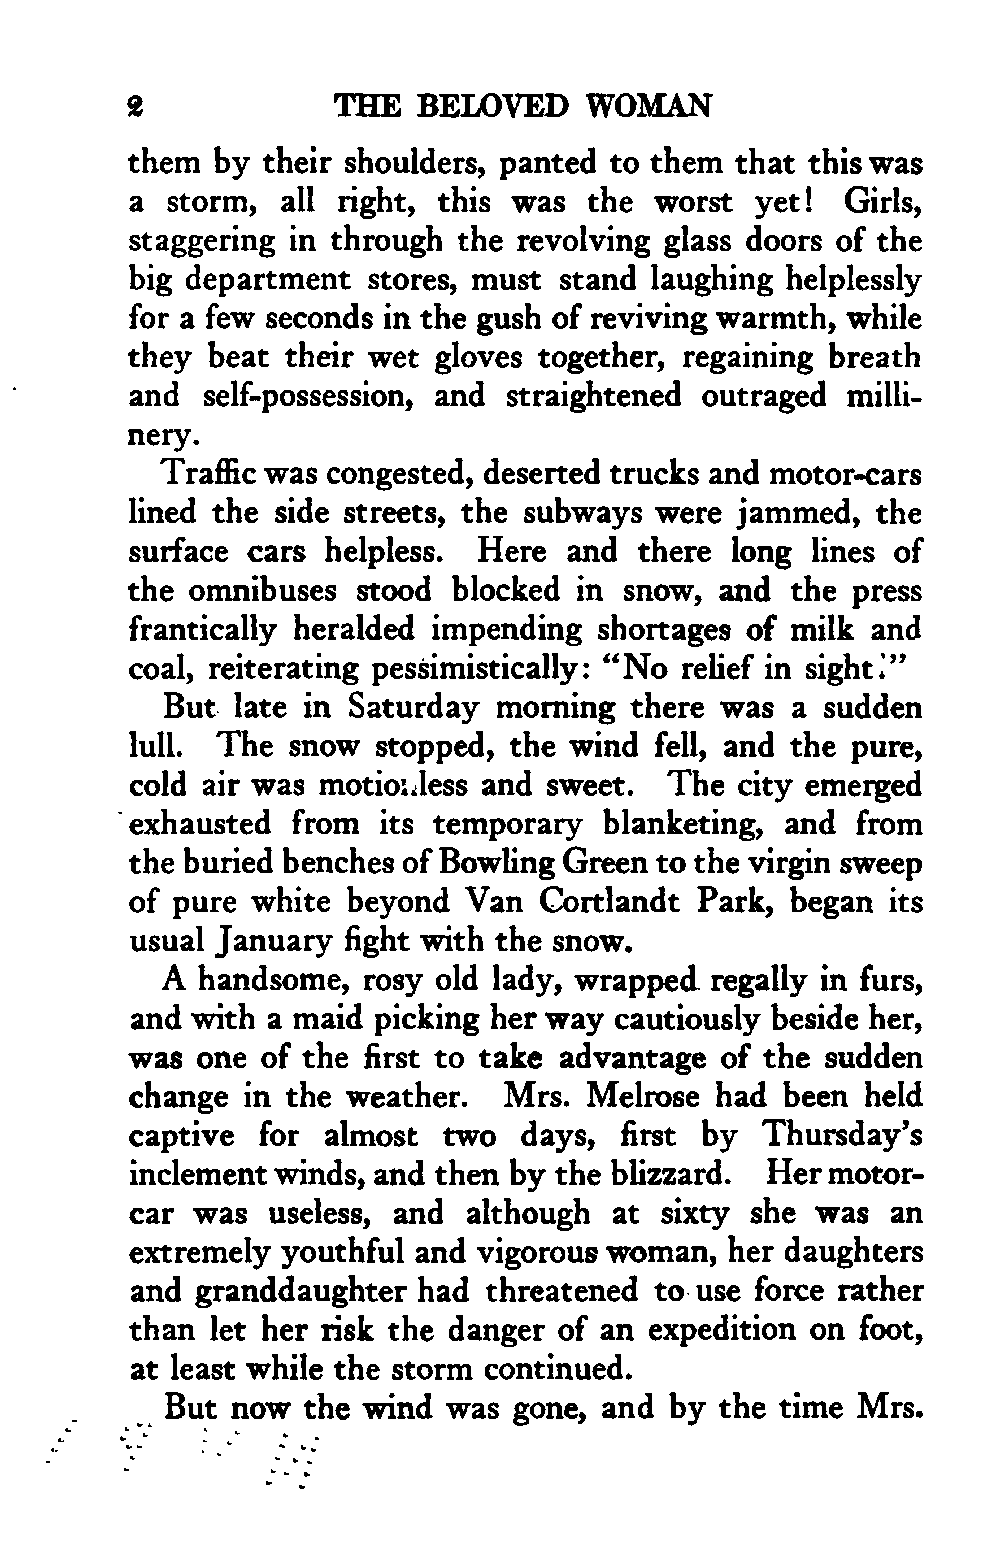 2 THE BELOVED WOMAN
them by their shoulders, panted to them that this was
a storm, all right, this was the worst yet! Girls,
staggering in through the revolving glass doors of the
big department stores, must stand laughing helplessly
for a few seconds in the gush of reviving warmth, while
they beat their wet gloves together, regaining breath
and self-possession, and straightened outraged milli-
nery.
Traffic was congested, deserted trucks and motor-cars
lined the side streets, the subways were jammed, the
surface cars helpless. Here and there long lines of
the omnibuses stood blocked in snow, and the press
frantically heralded impending shortages of milk and
coal, reiterating pessimistically: “No relief in sight.”
But late in Saturday morning there was a sudden
lull. The snow stopped, the wind fell, and the pure,
cold air was motionless and sweet. The city emerged
exhausted from its temporary blanketing, and from
the buried benches of Bowling Green to the virgin sweep
of pure white beyond Van Cortlandt Park, began its
usual January fight with the snow.
A handsome, rosy old lady, wrapped regally in furs,
and with a maid picking her way cautiously beside her,
was one of the first to take advantage of the sudden
change in the weather. Mrs. Melrose had been held
captive for almost two days, first by Thursday's
inclement winds, and then by the blizzard. Her motor-
car was useless, and although at sixty she was an
extremely youthful and vigorous woman, her daughters
and granddaughter had threatened to use force rather
than let her risk the danger of an expedition on foot,
at least while the storm continued.
But now the wind was gone, and by the time Mrs.